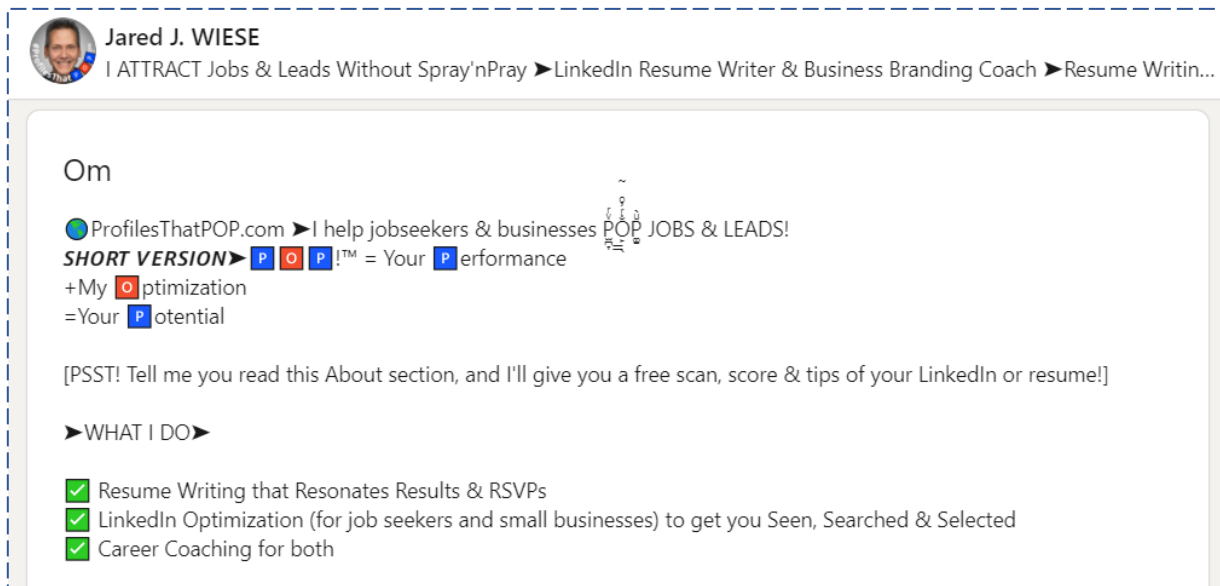 Jared J. WIESE
I ATTRACT Jobs & Leads Without Spray'nPray ➤LinkedIn Resume Writer & Business Branding Coach ➤Resume Writin...
Om
🌎ProfilesThatPOP.com ➤I help jobseekers & businesses POP JOBS & LEADS!
SHORT VERSION➤ 🅿 🅾 🅿!™ = Your 🅿erformance
+My 🅾ptimization
=Your 🅿otential
[PSST! Tell me you read this About section, and I'll give you a free scan, score & tips of your LinkedIn or resume!]
➤WHAT I DO➤
✅ Resume Writing that Resonates Results & RSVPs
✅ LinkedIn Optimization (for job seekers and small businesses) to get you Seen, Searched & Selected
✅ Career Coaching for both